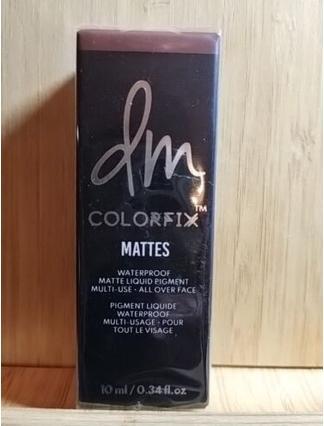 dm
COLORFIX™
MATTES
WATERPROOF
MATTE LIQUID PIGMENT
MULTI-USE • ALL OVER FACE
PIGMENT LIQUIDE
WATERPROOF
MULTI-USAGE • POUR
TOUT LE VISAGE
10 ml / 0.34 fl.oz